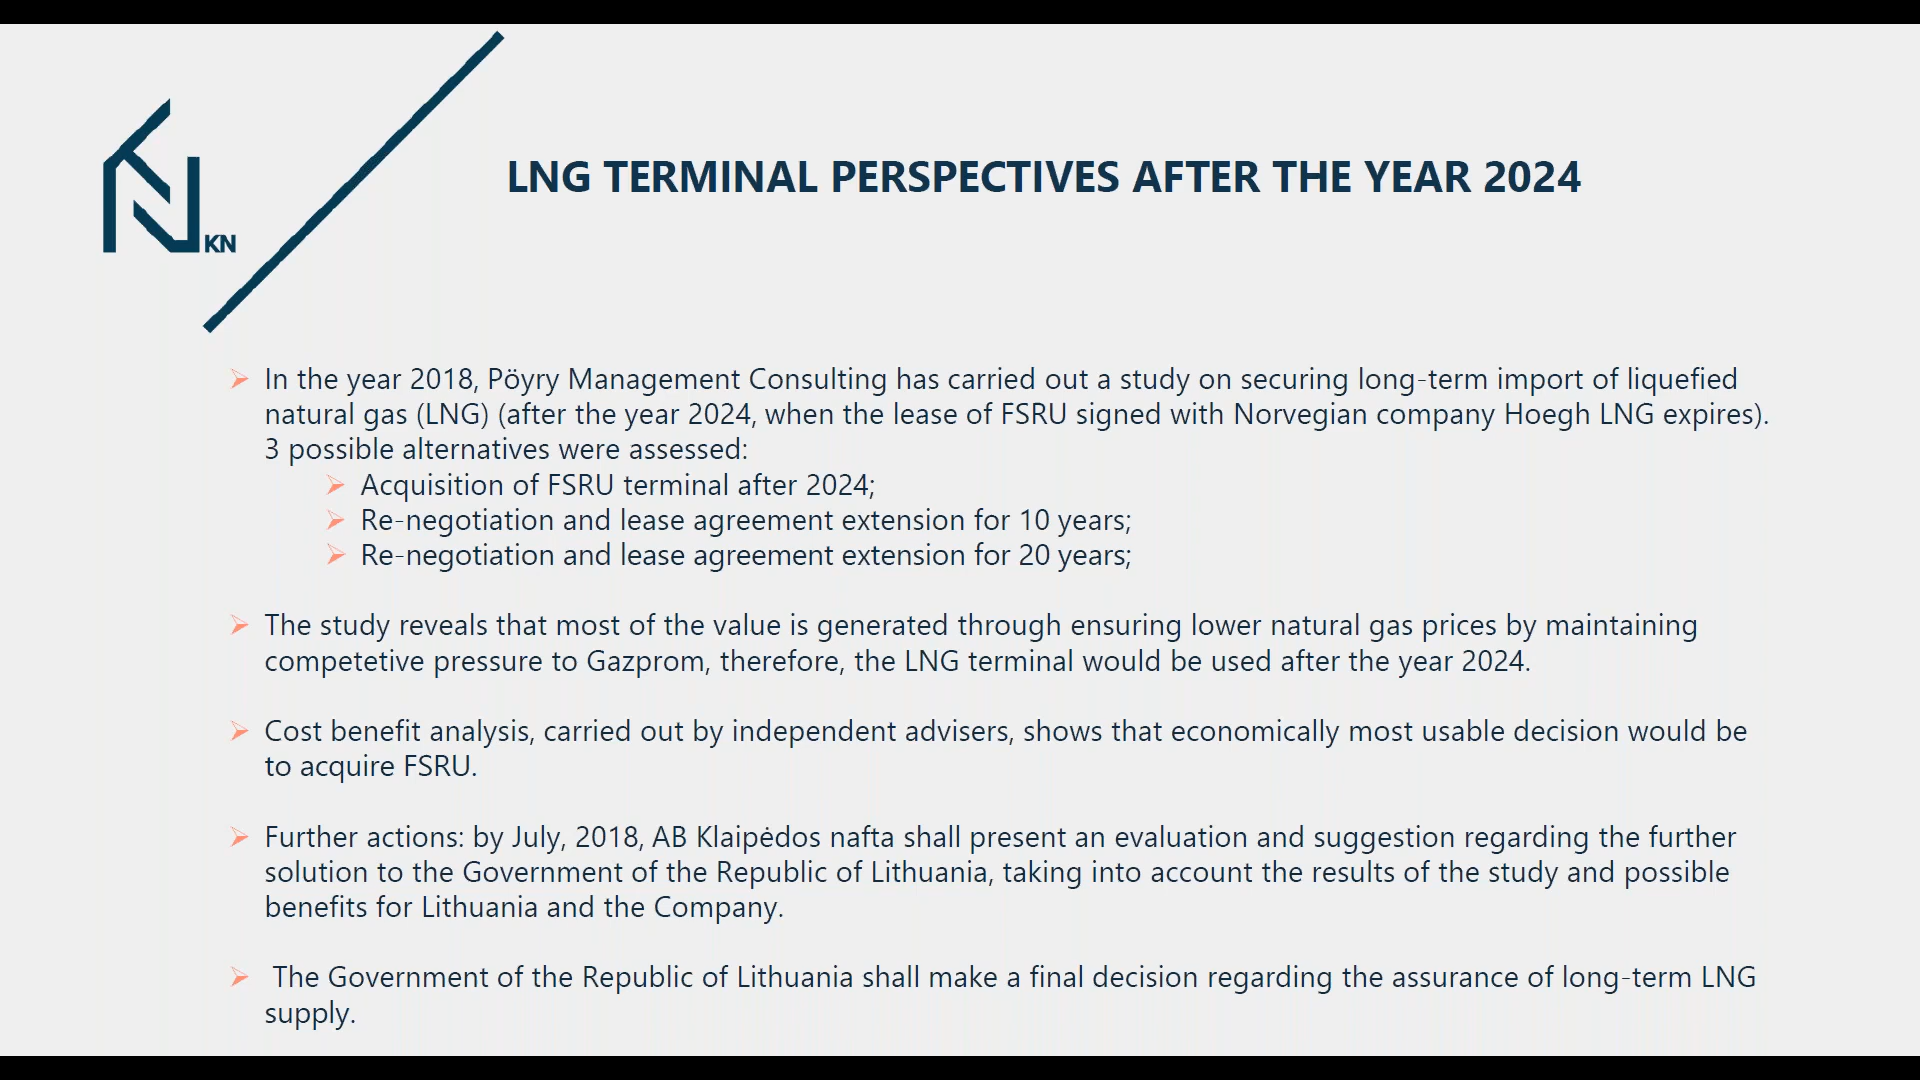 KN
LNG TERMINAL PERSPECTIVES AFTER THE YEAR 2024
In the year 2018, Pöyry Management Consulting has carried out a study on securing long-term import of liquefied
natural gas (LNG) (after the year 2024, when the lease of FSRU signed with Norvegian company Hoegh LNG expires).
3 possible alternatives were assessed:
Acquisition of FSRU terminal after 2024;
Re-negotiation and lease agreement extension for 10 years;
Re-negotiation and lease agreement extension for 20 years;
The study reveals that most of the value is generated through ensuring lower natural gas prices by maintaining
competetive pressure to Gazprom, therefore, the LNG terminal would be used after the year 2024.
Cost benefit analysis, carried out by independent advisers, shows that economically most usable decision would be
to acquire FSRU.
Further actions: by July, 2018, AB Klaipėdos nafta shall present an evaluation and suggestion regarding the further
solution to the Government of the Republic of Lithuania, taking into account the results of the study and possible
benefits for Lithuania and the Company.
The Government of the Republic of Lithuania shall make a final decision regarding the assurance of long-term LNG
supply.